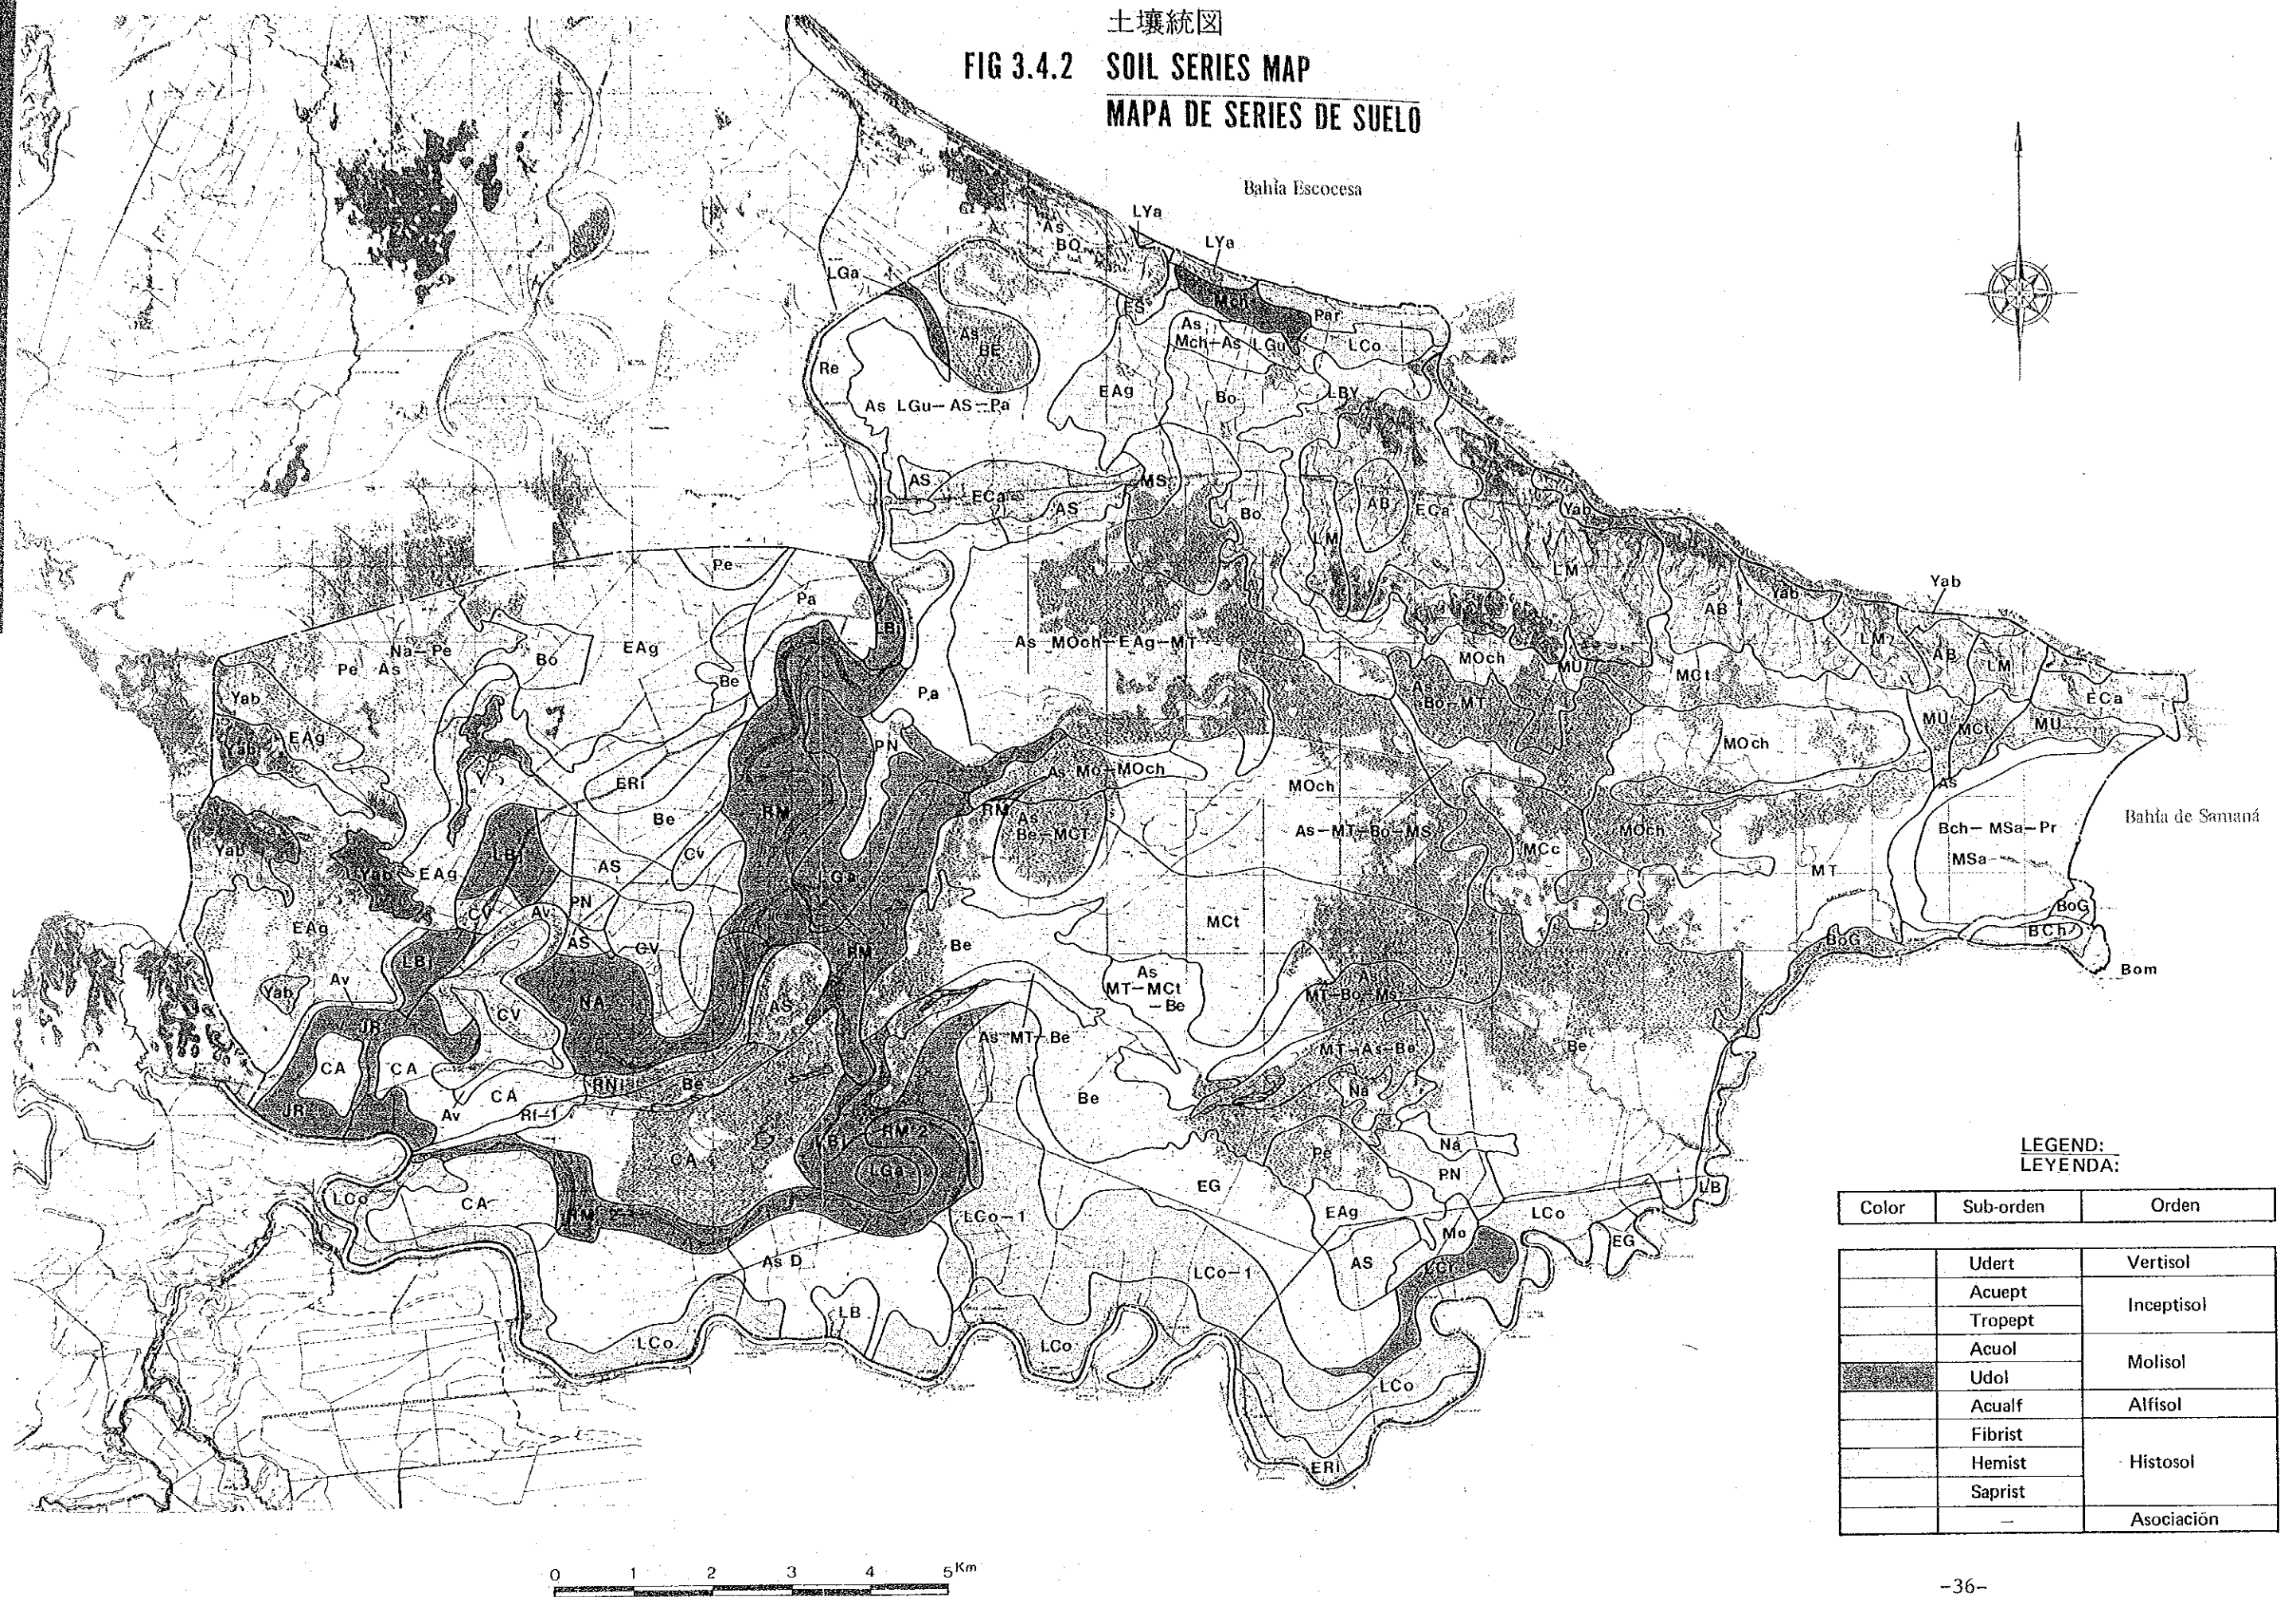 土壌統図
FIG 3.4.2 SOIL SERIES MAP
MAPA DE SERIES DE SUELO
Bahía Escocesa
LYa
LYa
As
BO
LGa
Mch
ES
Par
As
Mch-As LGu
LCo
As
BE
Re
EAg
Bo
LBY
As LGu-AS-Pa
AS
MS
ECa
AS
Bo
AB
ECa
Yab
LM
LM
Pe
Pa
LBi
Yab
Yab
AB
As MOch-EAg-MT
EAg
Na-Pe
Bo
Pe As
MOch
MU
LM
AB
LM
MCt
Be
Pa
Yab
Bo-MT
ECa
EAg
MU
MU
MCt
Yab
PN
MOch
As Mo-MOch
ERi
MOch
As
RM
RM
As
Be-MCT
Be
As-MT-Bo-MS
MOch
Bch-MSa-Pr
Bahía de Samaná
Yab
MCc
MSa
Cv
AS
Yab
EAg
LGa
MT
PN
CV
Av
BoG
EAg
MCt
BCh
AS
CV
Be
BoG
RM
LBi
Bom
Av
As
MT-MCt
-Be
As
MT-Bo-Ms
Yab
NA
AS
CV
JR
As-MT-Be
MT-As-Be
Be
CA
CA
RNi
Be
Na
CA
Be
JR
Av
Rf-1
LBi
RM-2
Na
CA
Pe
LGa
PN
EG
LCo
CA
LB
RM-2
LCo-1
EAg
LCo
Mo
EG
As D
LCo-1
AS
LCr
LB
LCo
LCo
LCo
ERi
LEGEND:
LEYENDA:
Color Sub-orden Orden
Udert Vertisol
Acuept
Inceptisol
Tropept
Acuol
Molisol
Udol
Acualf Alfisol
Fibrist
Hemist Histosol
Saprist
— Asociación
0 1 2 3 4 5 Km
-36-